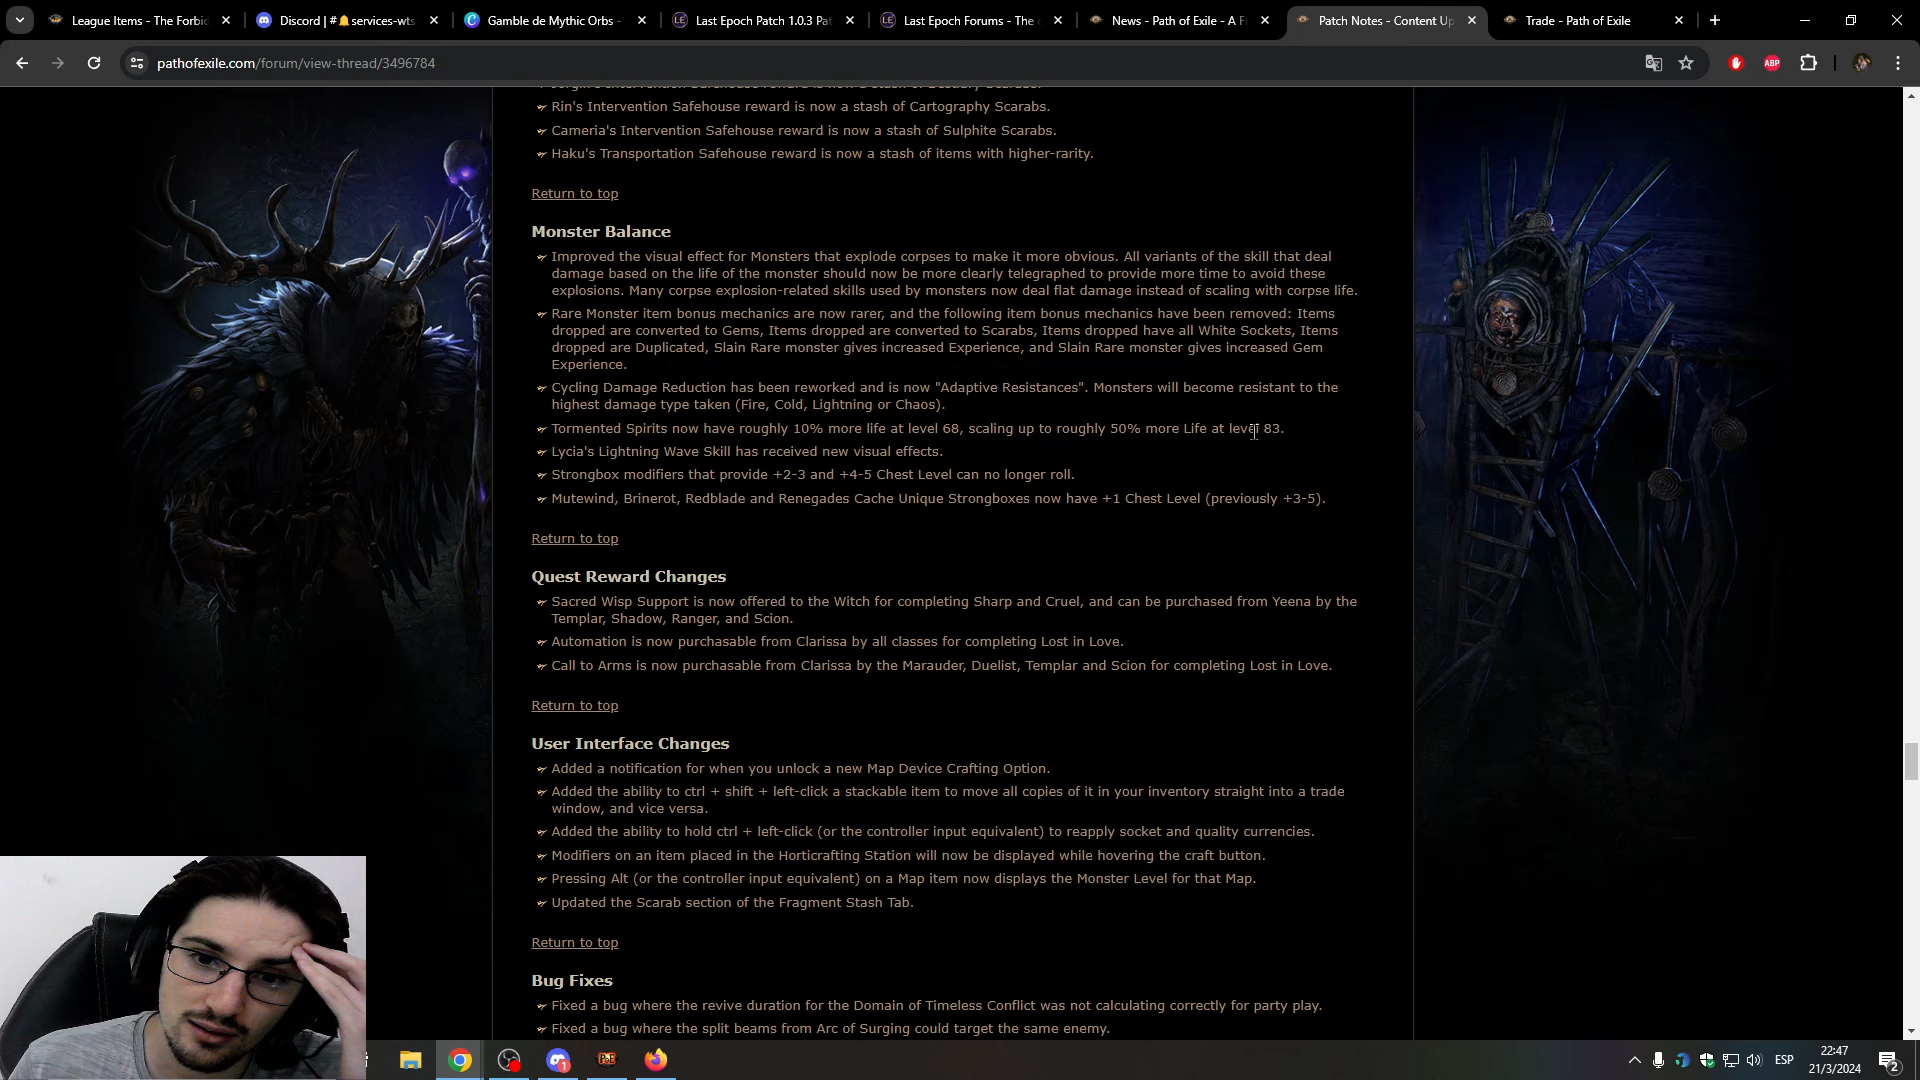 League Items - The Forbid
Discord | #🔔services-wts
Gamble de Mythic Orbs -
Last Epoch Patch 1.0.3 Pat
Last Epoch Forums - The
News - Path of Exile - A F
Patch Notes - Content Up
Trade - Path of Exile
pathofexile.com/forum/view-thread/3496784
ABP
Rin's Intervention Safehouse reward is now a stash of Cartography Scarabs.
Cameria's Intervention Safehouse reward is now a stash of Sulphite Scarabs.
Haku's Transportation Safehouse reward is now a stash of items with higher-rarity.
Return to top
Monster Balance
Improved the visual effect for Monsters that explode corpses to make it more obvious. All variants of the skill that deal
damage based on the life of the monster should now be more clearly telegraphed to provide more time to avoid these
explosions. Many corpse explosion-related skills used by monsters now deal flat damage instead of scaling with corpse life.
Rare Monster item bonus mechanics are now rarer, and the following item bonus mechanics have been removed: Items
dropped are converted to Gems, Items dropped are converted to Scarabs, Items dropped have all White Sockets, Items
dropped are Duplicated, Slain Rare monster gives increased Experience, and Slain Rare monster gives increased Gem
Experience.
Cycling Damage Reduction has been reworked and is now "Adaptive Resistances". Monsters will become resistant to the
highest damage type taken (Fire, Cold, Lightning or Chaos).
Tormented Spirits now have roughly 10% more life at level 68, scaling up to roughly 50% more Life at level 83.
Lycia's Lightning Wave Skill has received new visual effects.
Strongbox modifiers that provide +2-3 and +4-5 Chest Level can no longer roll.
Mutewind, Brinerot, Redblade and Renegades Cache Unique Strongboxes now have +1 Chest Level (previously +3-5).
Return to top
Quest Reward Changes
Sacred Wisp Support is now offered to the Witch for completing Sharp and Cruel, and can be purchased from Yeena by the
Templar, Shadow, Ranger, and Scion.
Automation is now purchasable from Clarissa by all classes for completing Lost in Love.
Call to Arms is now purchasable from Clarissa by the Marauder, Duelist, Templar and Scion for completing Lost in Love.
Return to top
User Interface Changes
Added a notification for when you unlock a new Map Device Crafting Option.
Added the ability to ctrl + shift + left-click a stackable item to move all copies of it in your inventory straight into a trade
window, and vice versa.
Added the ability to hold ctrl + left-click (or the controller input equivalent) to reapply socket and quality currencies.
Modifiers on an item placed in the Horticrafting Station will now be displayed while hovering the craft button.
Pressing Alt (or the controller input equivalent) on a Map item now displays the Monster Level for that Map.
Updated the Scarab section of the Fragment Stash Tab.
Return to top
Bug Fixes
Fixed a bug where the revive duration for the Domain of Timeless Conflict was not calculating correctly for party play.
Fixed a bug where the split beams from Arc of Surging could target the same enemy.
ESP
22:47
21/3/2024
2